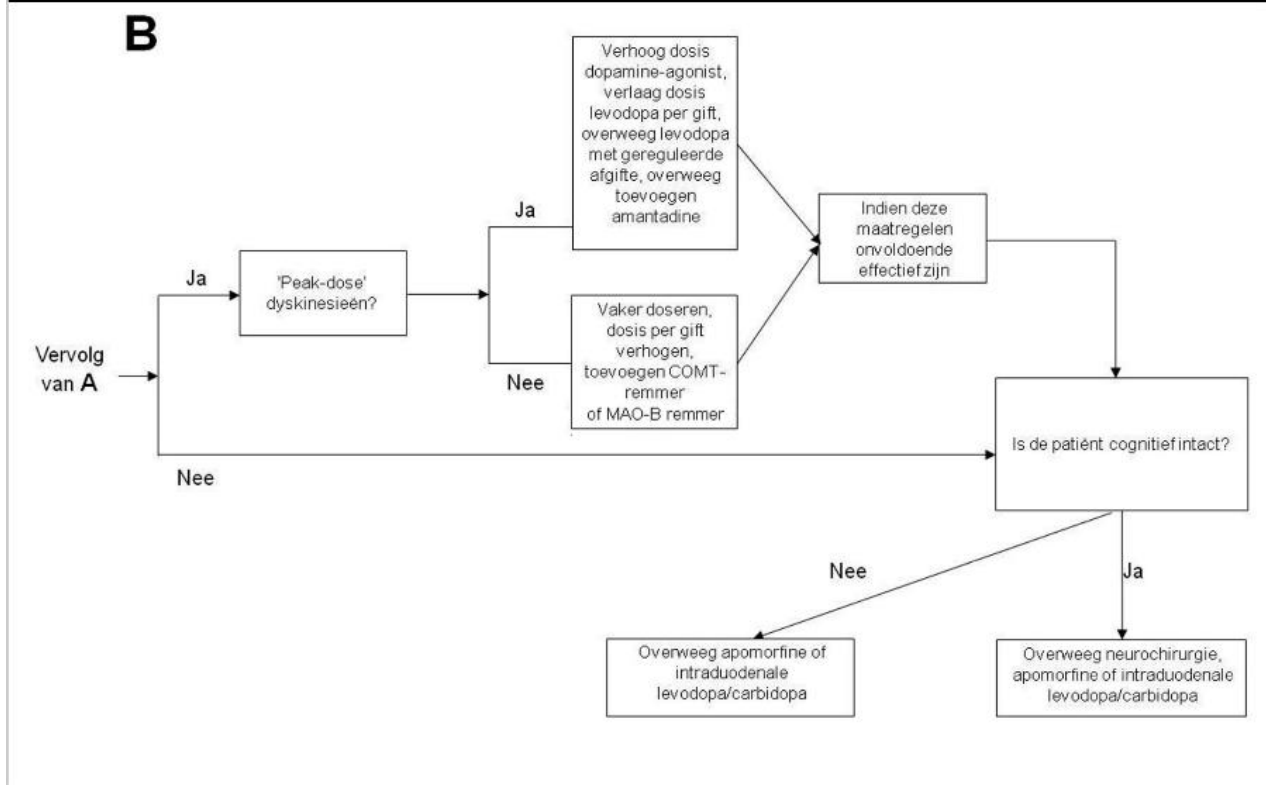 B
Verhoog dosis
dopamine-agonist,
verlaag dosis
levodopa per gift,
overweeg levodopa
met gereguleerde
afgifte, overweeg
toevoegen
amantadine
Ja
Indien deze
maatregelen
onvoldoende
effectief zijn
Ja
'Peak-dose'
dyskinesieën?
Vaker doseren,
dosis per gift
verhogen,
toevoegen COMT-
remmer
of MAO-B remmer
Nee
Vervolg
van A
Is de patiënt cognitief intact?
Nee
Nee
Ja
Overweeg apomorfine of
intraduodenale
levodopa/carbidopa
Overweeg neurochirurgie,
apomorfine of intraduodenale
levodopa/carbidopa